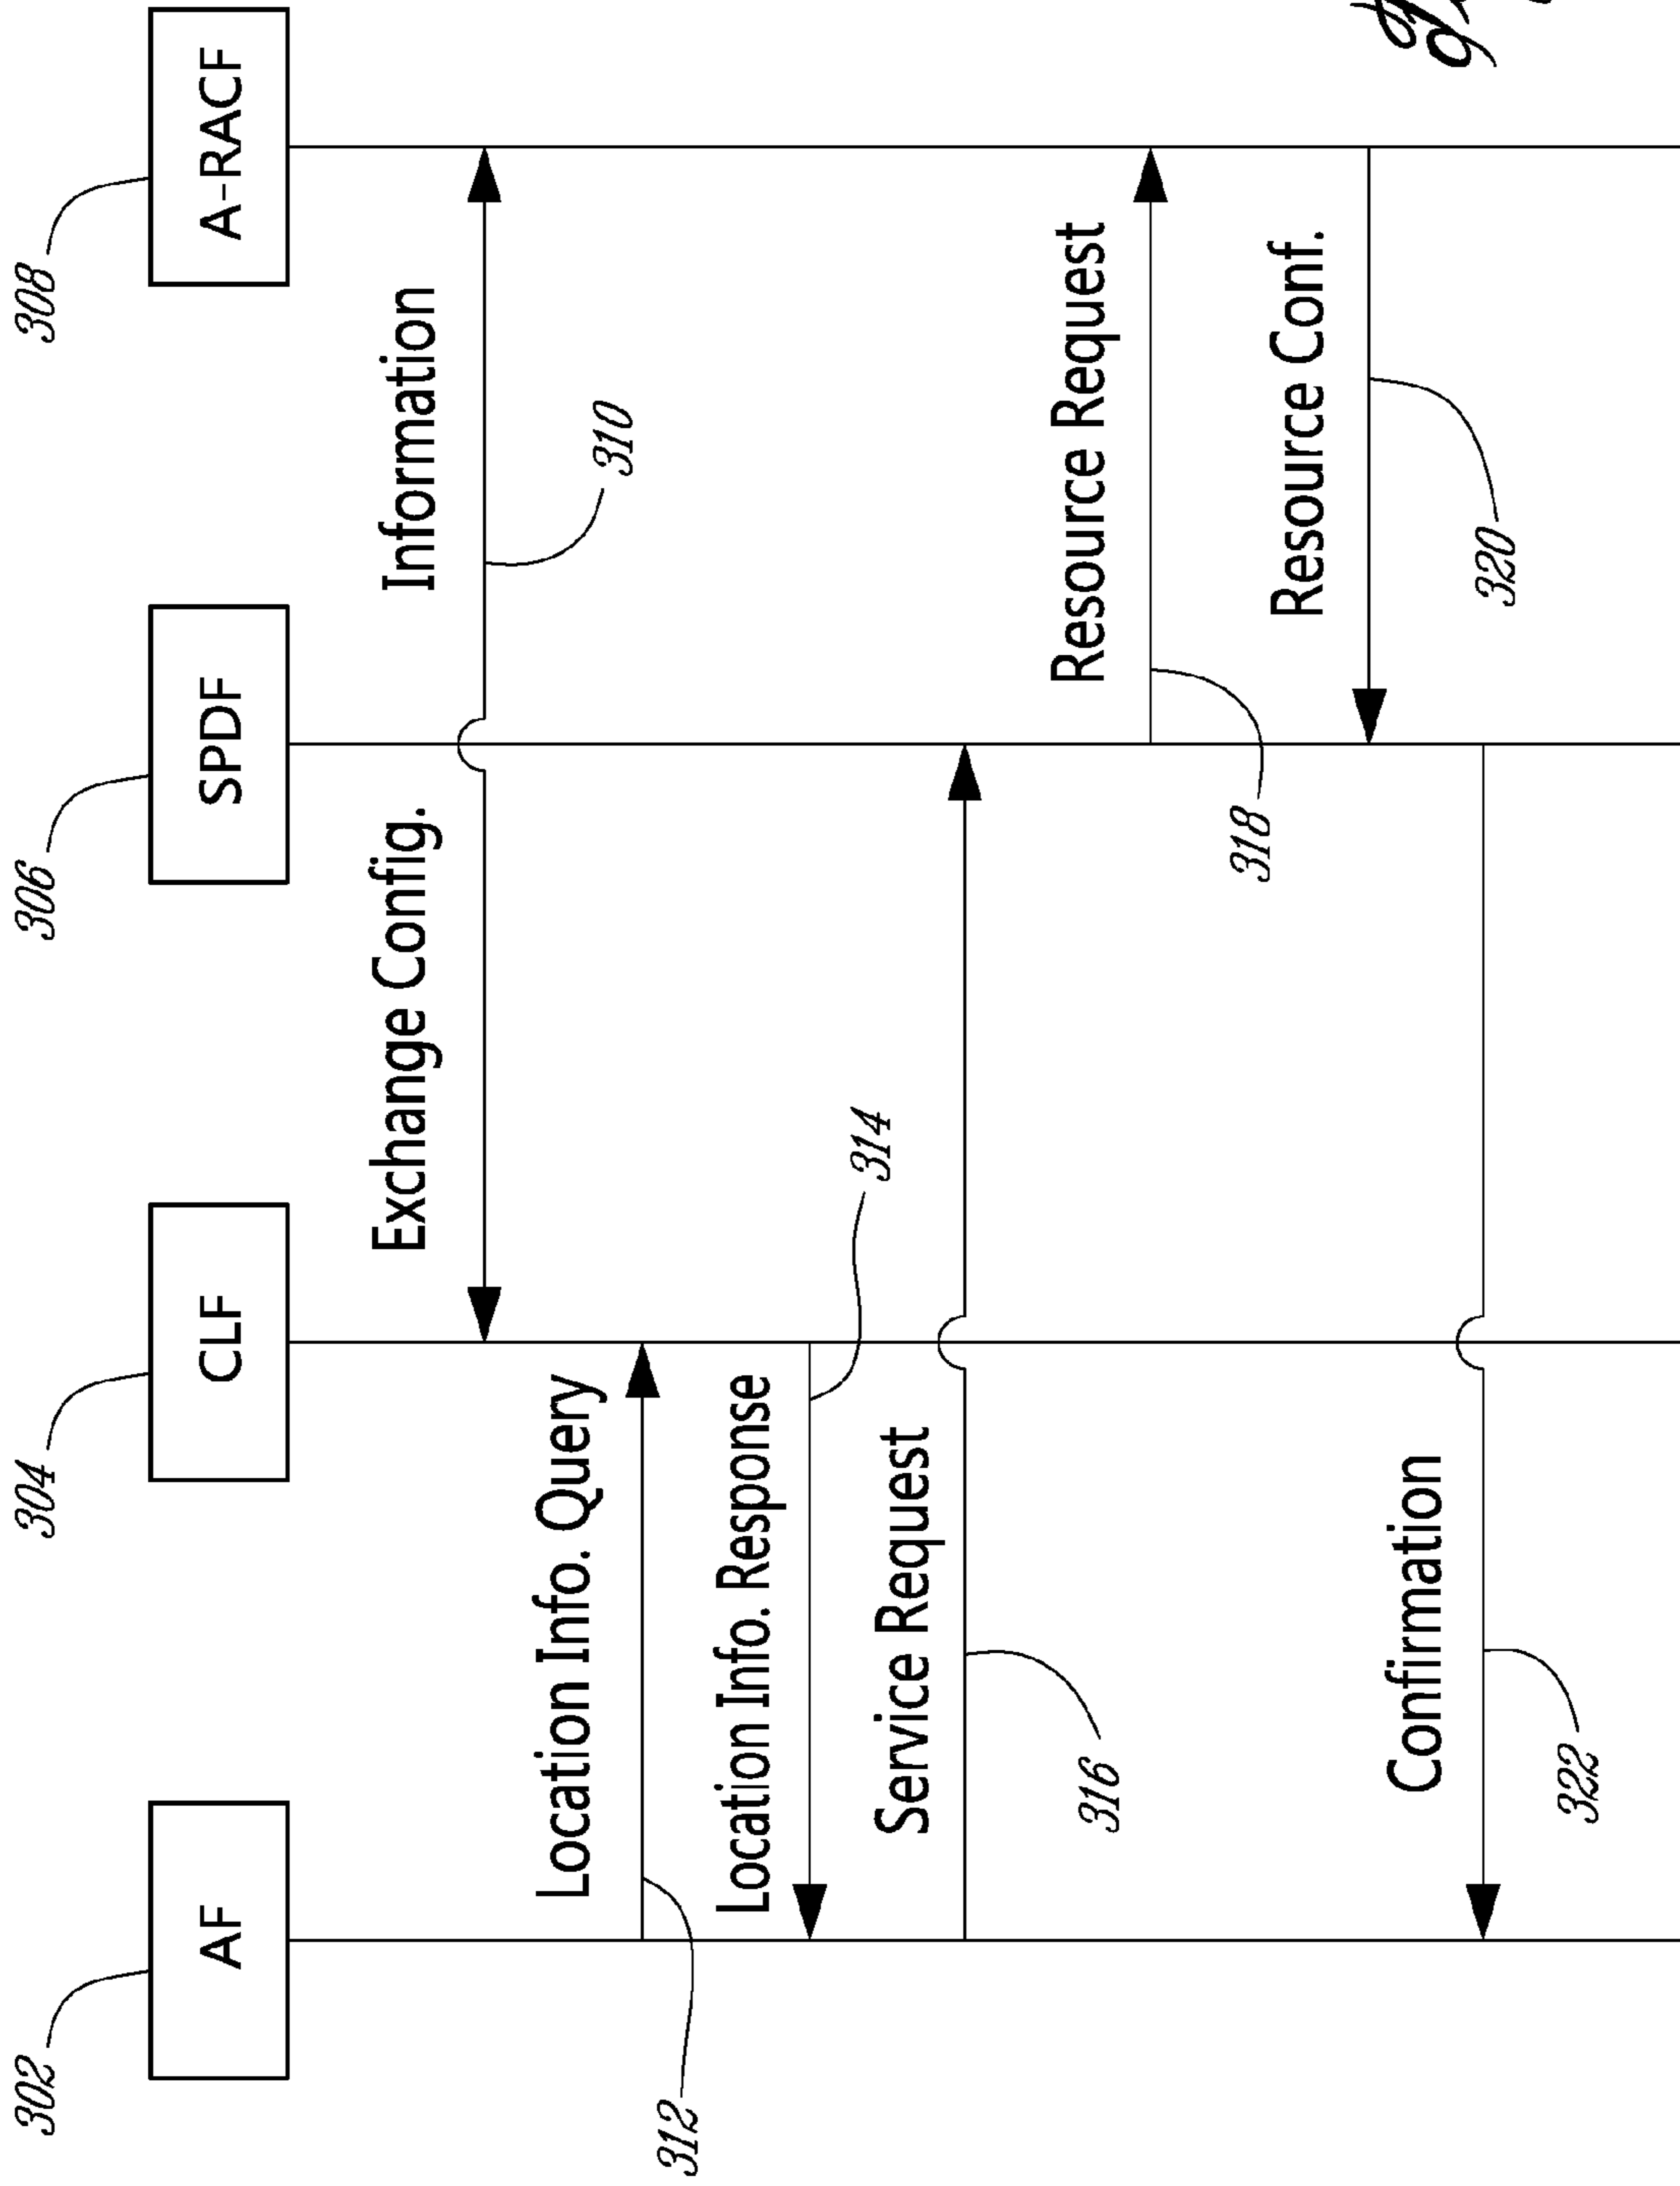 302
304
306
308
AF
CLF
SPDF
A-RACF
Exchange Config.
Information
310
Location Info. Query
312
Location Info. Response
314
Service Request
316
Resource Request
318
Resource Conf.
320
Confirmation
322